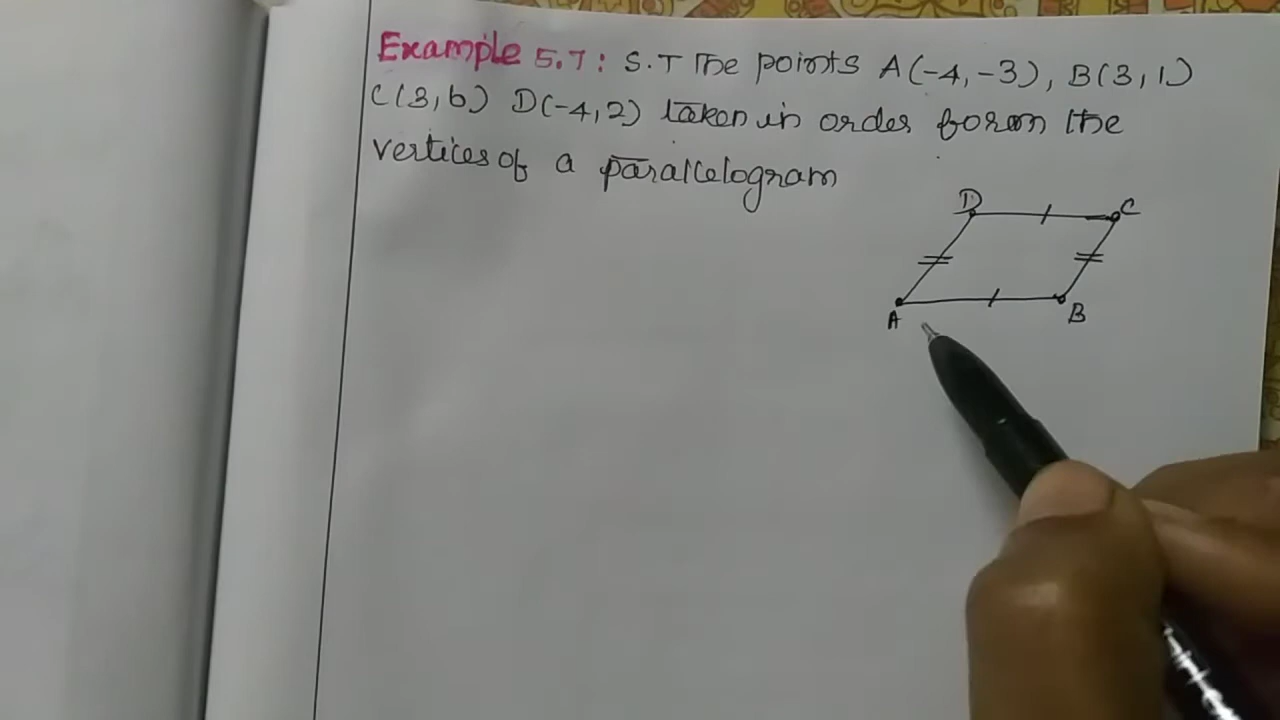 Example 5.7: S.T The points A(-4,-3), B(3,1)
C(3,6) D(-4,2) taken in order form the
vertices of a parallelogram
D C
A B